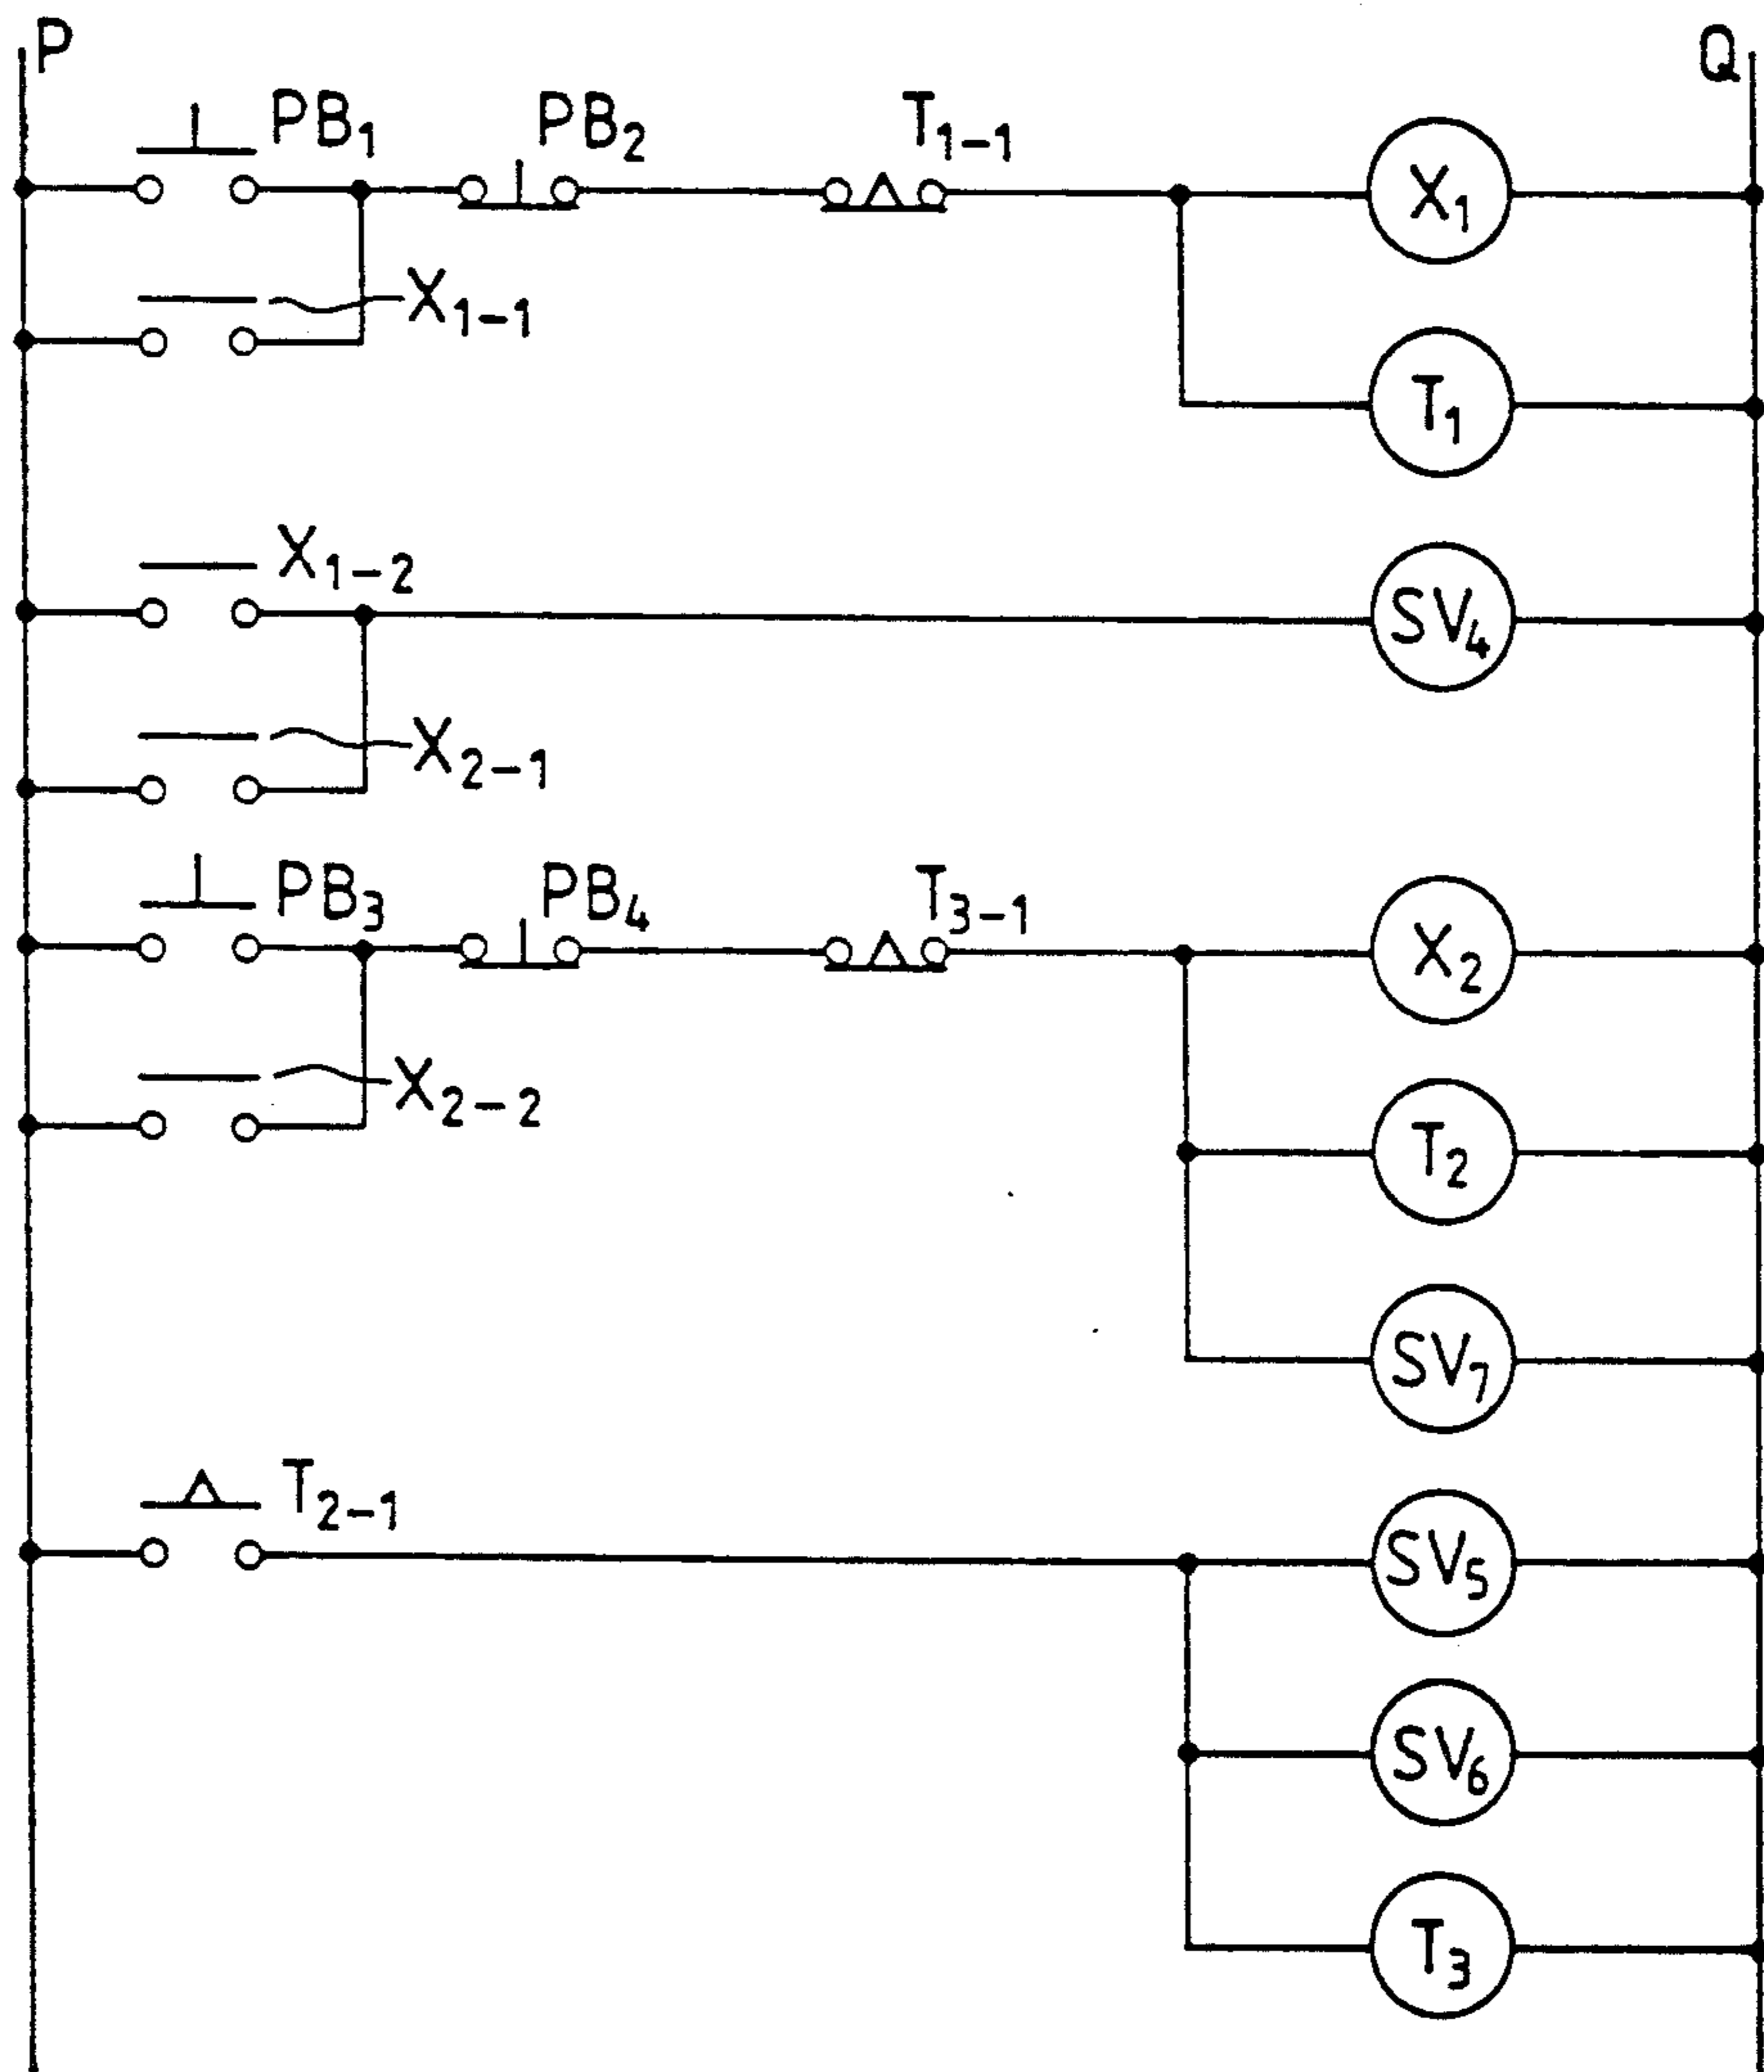 P Q
PB₁ PB₂ T₁₋₁ X₁
X₁₋₁
T₁
X₁₋₂ SV₄
X₂₋₁
PB₃ PB₄ T₃₋₁ X₂
X₂₋₂
T₂
SV₇
T₂₋₁ SV₅
SV₆
T₃